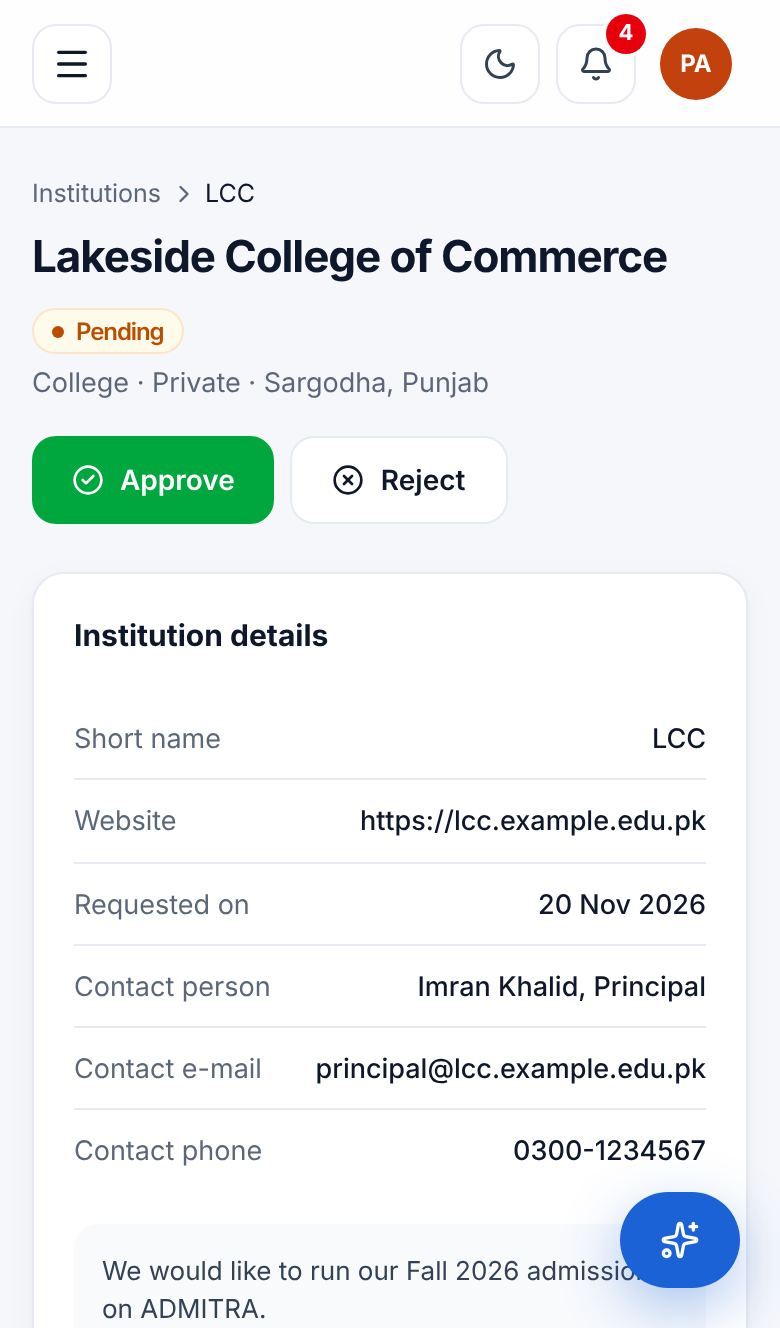 4
PA
Institutions > LCC
Lakeside College of Commerce
Pending
College · Private · Sargodha, Punjab
Approve
Reject
Institution details
Short name LCC
Website https://lcc.example.edu.pk
Requested on 20 Nov 2026
Contact person Imran Khalid, Principal
Contact e-mail principal@lcc.example.edu.pk
Contact phone 0300-1234567
We would like to run our Fall 2026
on ADMITRA.